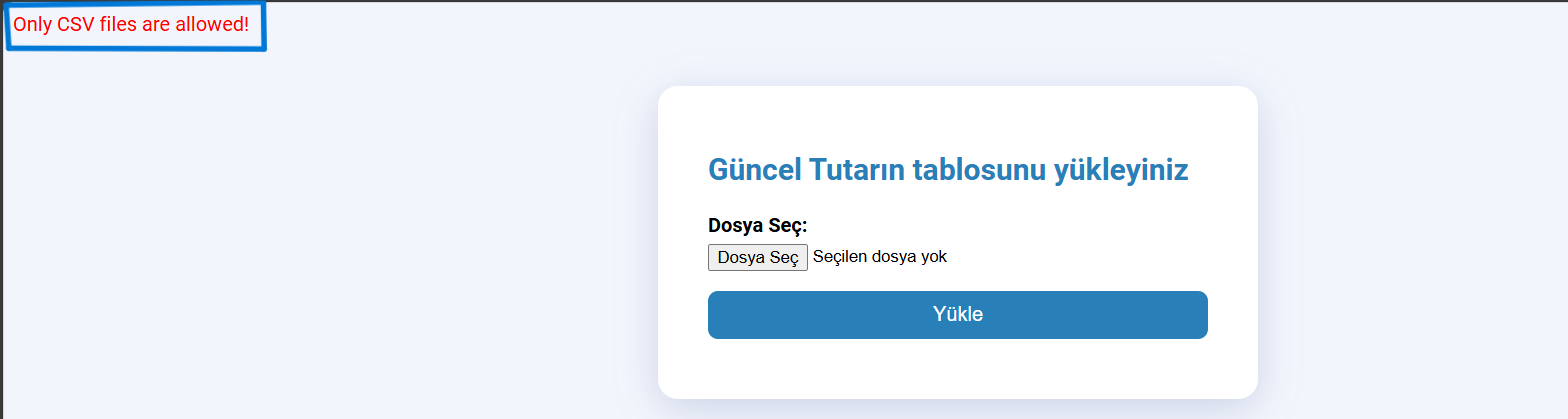 Only CSV files are allowed!
Güncel Tutarın tablosunu yükleyiniz
Dosya Seç:
Dosya Seç Seçilen dosya yok
Yükle